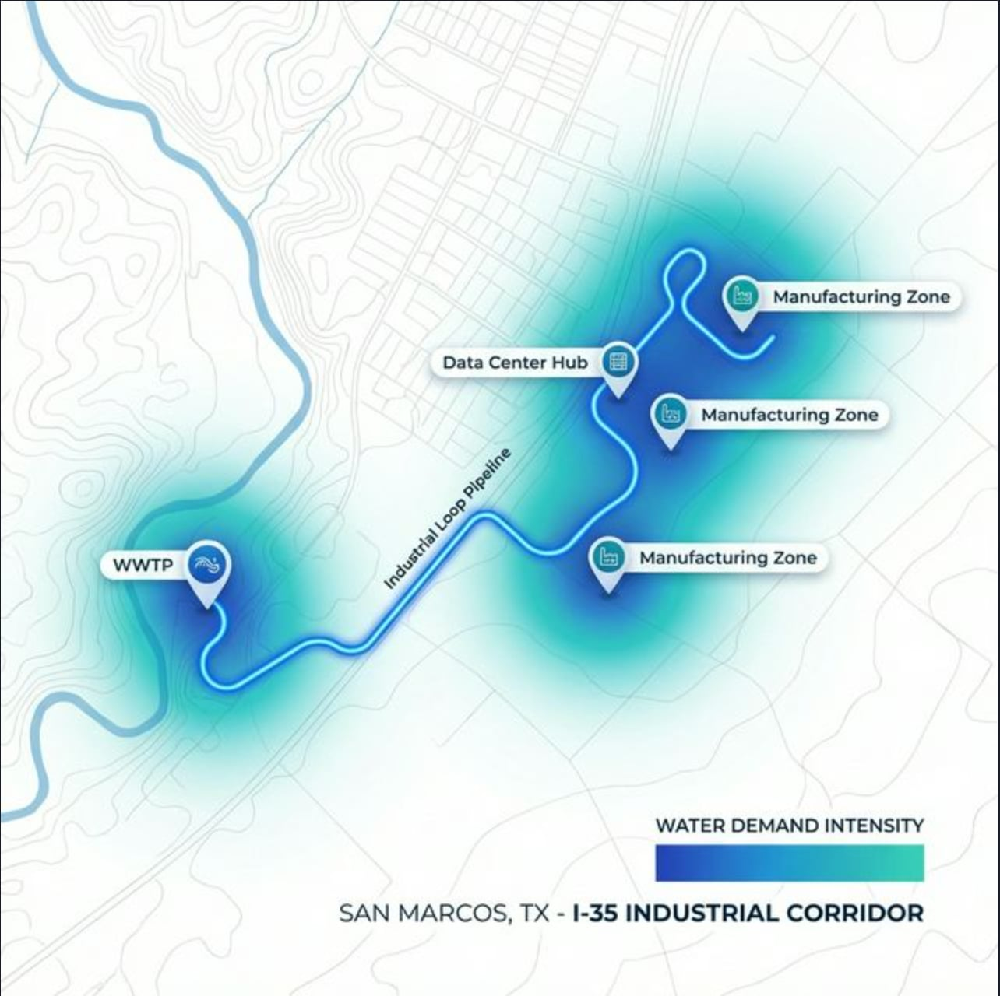 Manufacturing Zone
Data Center Hub
Manufacturing Zone
Industrial Loop Pipeline
WWTP
Manufacturing Zone
WATER DEMAND INTENSITY
SAN MARCOS, TX - I-35 INDUSTRIAL CORRIDOR